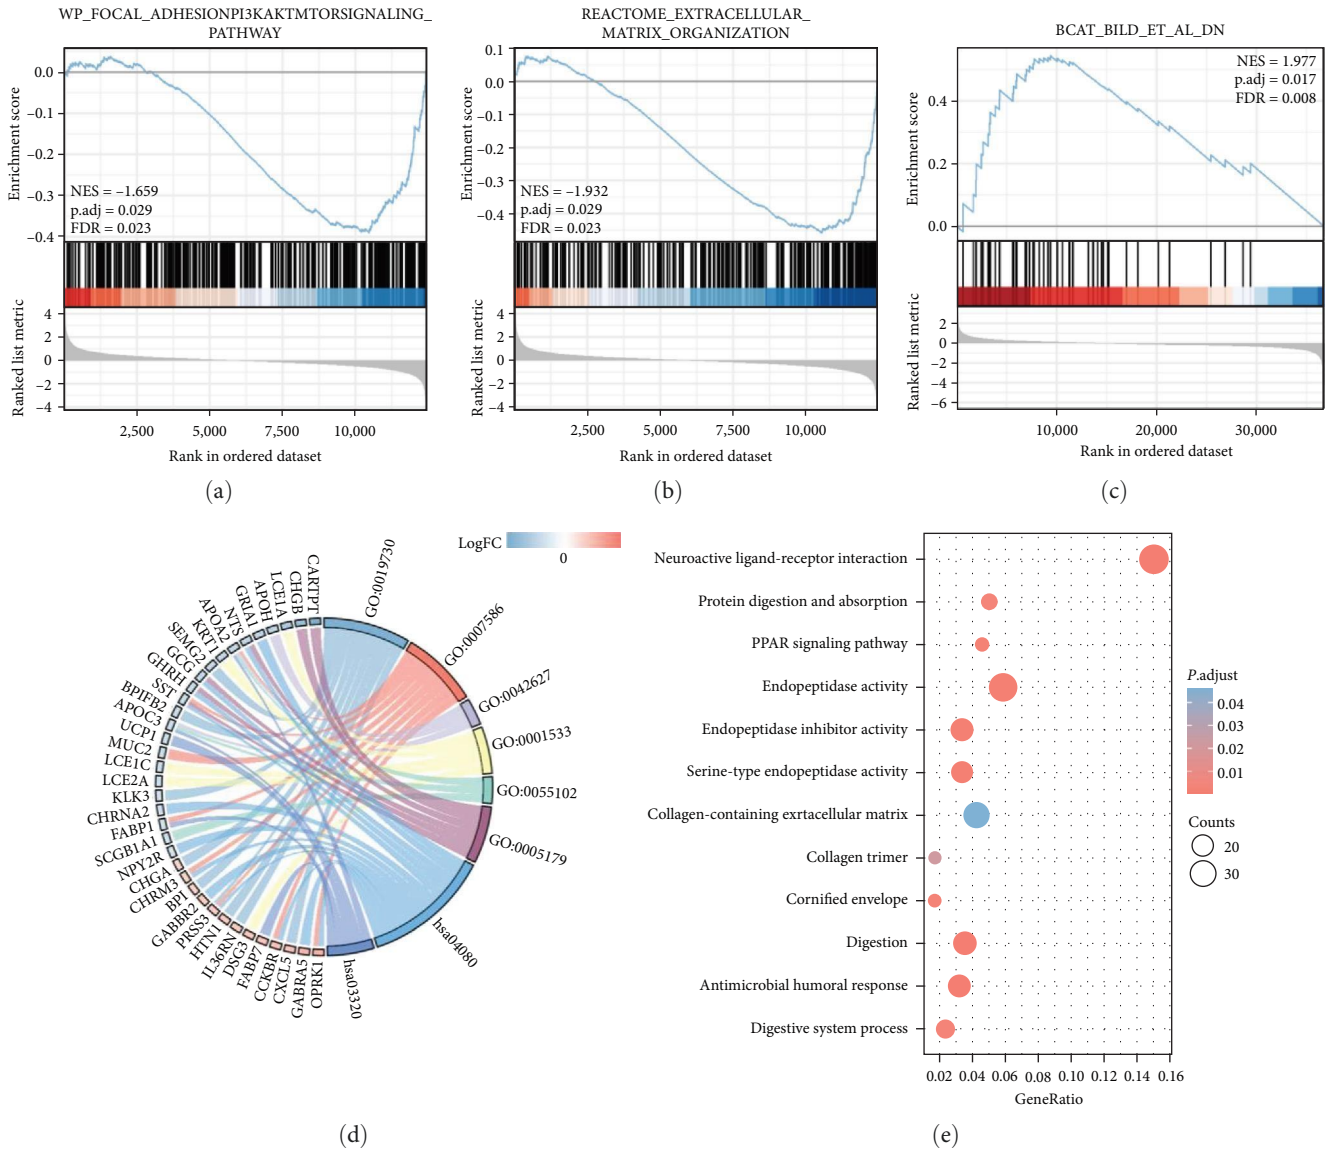 WP_FOCAL_ADHESIONPI3KAKTMTORSIGNALING_
PATHWAY
Enrichment score
0.0
−0.1
−0.2
−0.3
−0.4
NES = −1.659
p.adj = 0.029
FDR = 0.023
Ranked list metric
4
2
0
−2
−4
2,500
5,000
7,500
10,000
Rank in ordered dataset
(a)
REACTOME_EXTRACELLULAR_
MATRIX_ORGANIZATION
Enrichment score
0.1
0.0
−0.1
−0.2
−0.3
−0.4
NES = −1.932
p.adj = 0.029
FDR = 0.023
Ranked list metric
4
2
0
−2
−4
2,500
5,000
7,500
10,000
Rank in ordered dataset
(b)
BCAT_BILD_ET_AL_DN
Enrichment score
0.4
0.2
0.0
NES = 1.977
p.adj = 0.017
FDR = 0.008
Ranked list metric
2
0
−2
−4
−6
10,000
20,000
30,000
Rank in ordered dataset
(c)
LogFC
0
GO:0019730
GO:0007586
GO:0042627
GO:0001533
GO:0055102
GO:0005179
hsa04080
hsa03320
CARTPT
CHGB
LCE1A
APOH
GRIA1
NTS
APOA2
KRT1
SEMG2
GCG
GHRH
SST
BPIFB2
APOC3
UCP1
MUC2
LCE1C
LCE2A
KLK3
CHRNA2
FABP1
SCGB1A1
NPY2R
CHGA
CHRM3
BPI
GABBR2
PRSS3
HTN1
IL36RN
DSG3
FABP7
CCKBR
CXCL5
GABRA5
OPRK1
(d)
Neuroactive ligand-receptor interaction
Protein digestion and absorption
PPAR signaling pathway
Endopeptidase activity
Endopeptidase inhibitor activity
Serine-type endopeptidase activity
Collagen-containing exrtacellular matrix
Collagen trimer
Cornified envelope
Digestion
Antimicrobial humoral response
Digestive system process
0.02 0.04 0.06 0.08 0.10 0.12 0.14 0.16
GeneRatio
P.adjust
0.04
0.03
0.02
0.01
Counts
20
30
(e)